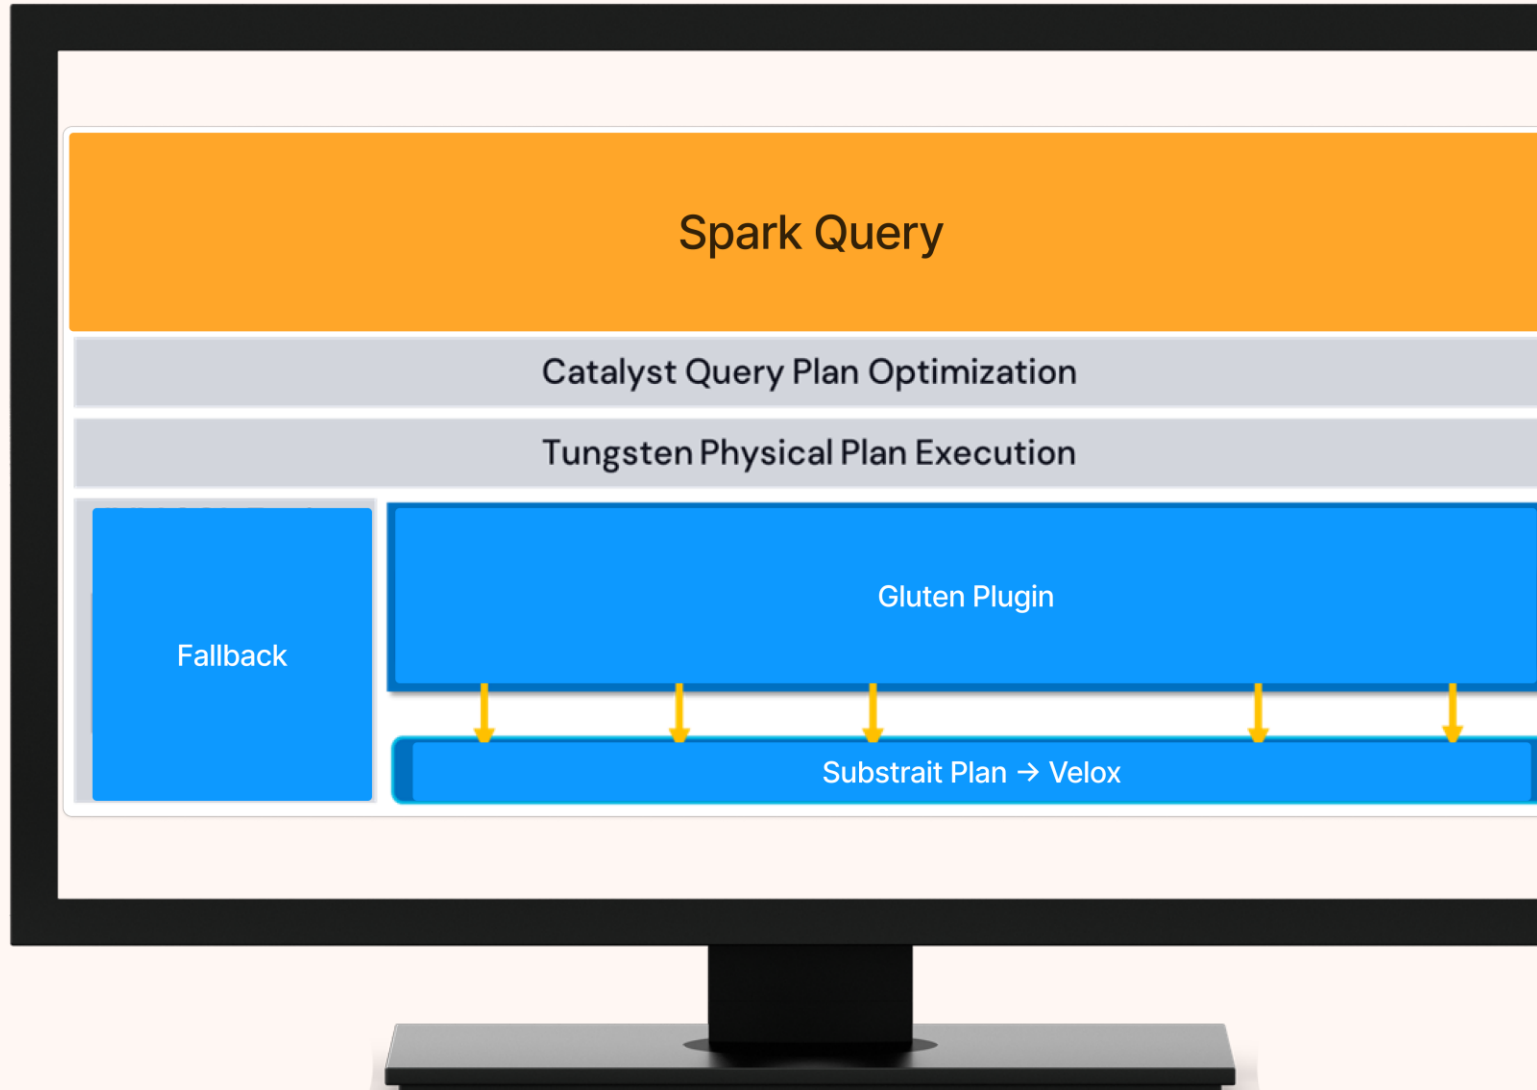 Spark Query
Catalyst Query Plan Optimization
Tungsten Physical Plan Execution
Gluten Plugin
Fallback
Substrait Plan → Velox